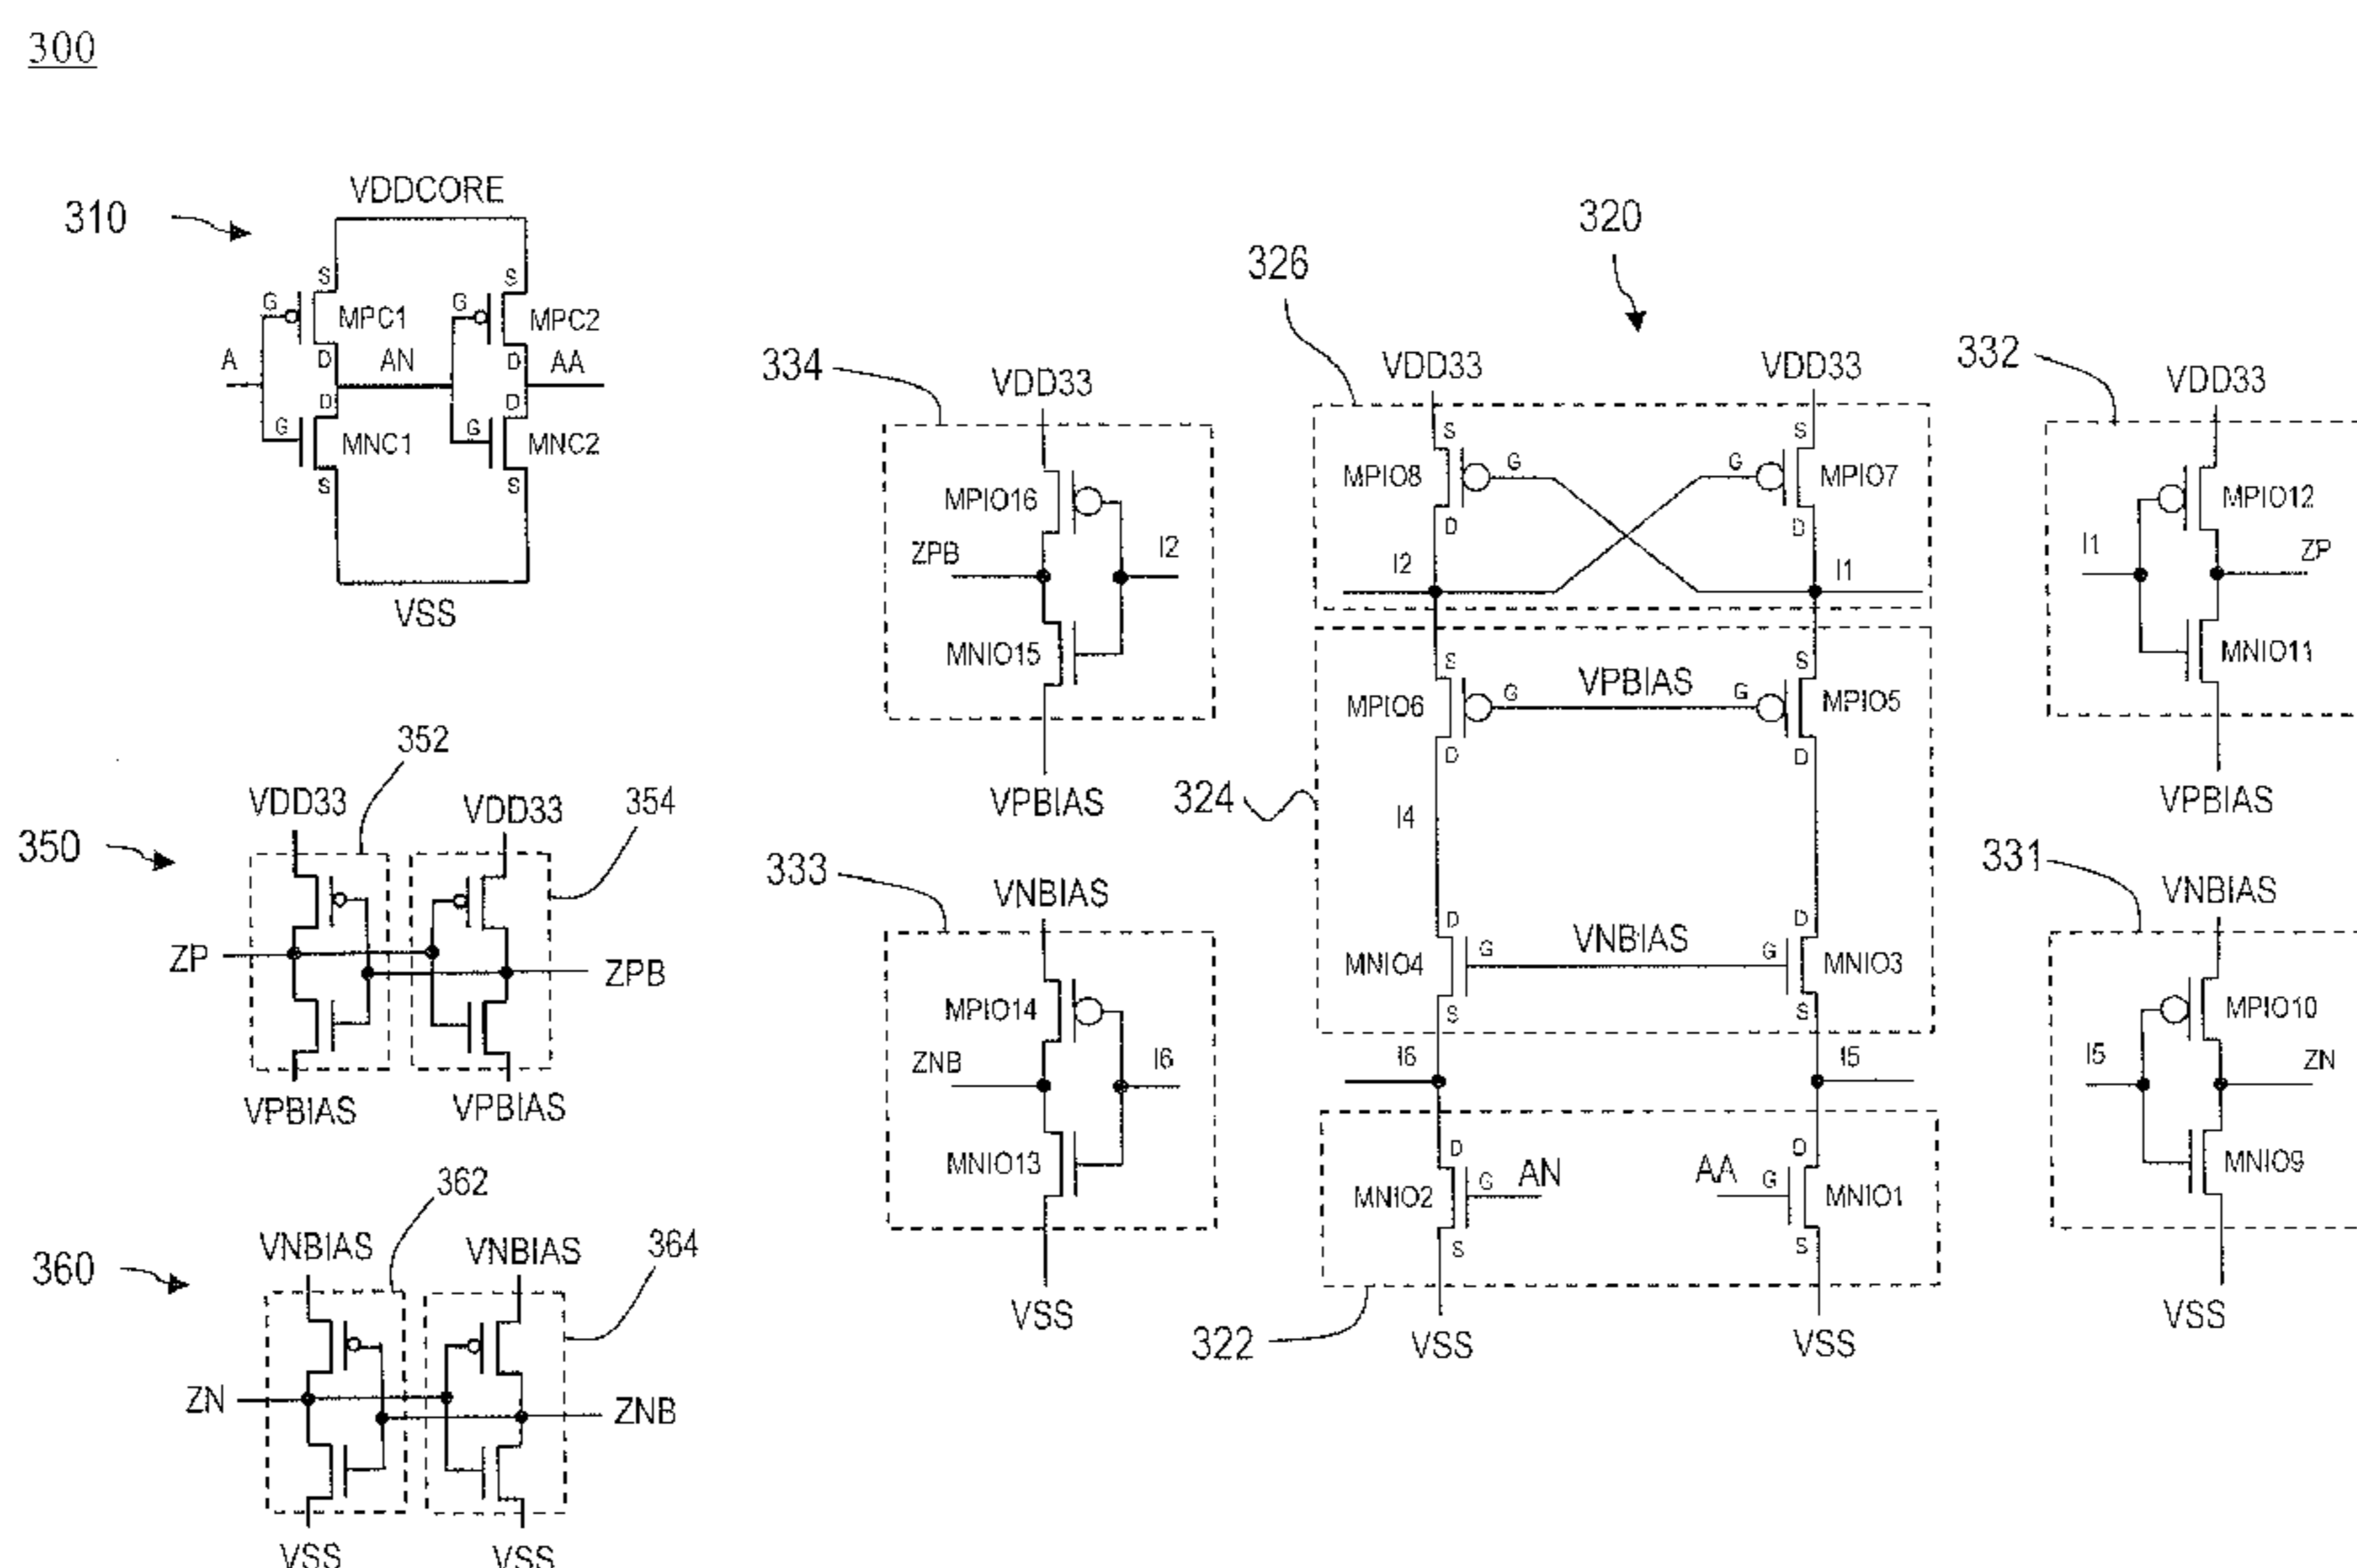 300
310
VDDCORE
S
S
G
MPC1
G
MPC2
D
D
A
AN
AA
D
D
G
MNC1
G
MNC2
S
S
VSS
350
352
354
VDD33
VDD33
ZP
ZPB
VPBIAS
VPBIAS
360
362
364
VNBIAS
VNBIAS
ZN
ZNB
VSS
VSS
334
VDD33
MPIO16
ZPB
I2
MNIO15
VPBIAS
333
VNBIAS
MPIO14
ZNB
I6
MNIO13
VSS
320
326
VDD33
VDD33
S
S
MPIO8
G
G
MPIO7
D
D
I2
I1
324
S
S
MPIO6
G
VPBIAS
G
MPIO5
D
D
I4
D
D
MNIO4
G
VNBIAS
G
MNIO3
S
S
I6
I5
322
D
D
MNIO2
G
AN
AA
G
MNIO1
S
S
VSS
VSS
332
VDD33
MPIO12
I1
ZP
MNIO11
VPBIAS
331
VNBIAS
MPIO10
I5
ZN
MNIO9
VSS